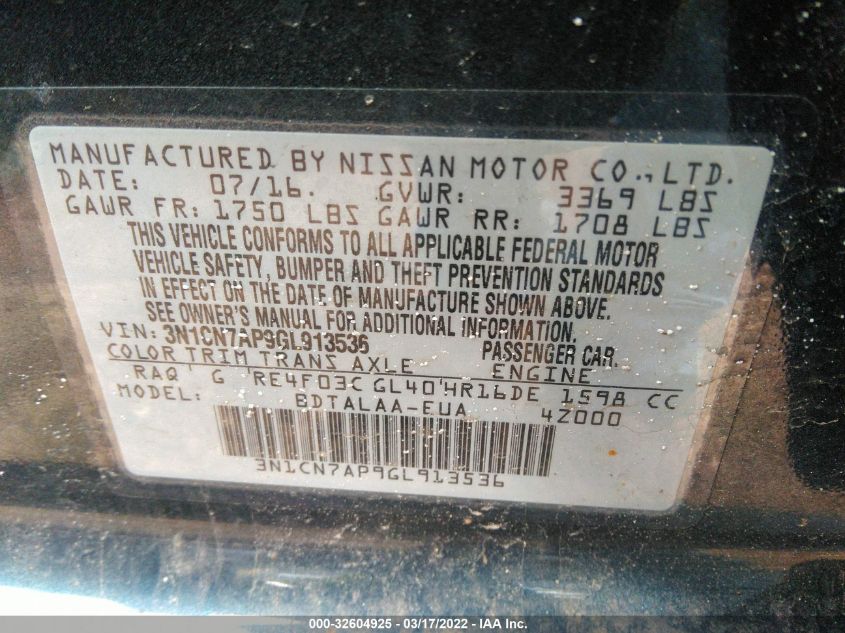 MANUFACTURED BY NISSAN MOTOR CO., LTD.
DATE: 07/16. GVWR: 3369 LBS
GAWR FR: 1750 LBS GAWR RR: 1708 LBS
THIS VEHICLE CONFORMS TO ALL APPLICABLE FEDERAL MOTOR
VEHICLE SAFETY, BUMPER AND THEFT PREVENTION STANDARDS
IN EFFECT ON THE DATE OF MANUFACTURE SHOWN ABOVE.
SEE OWNER'S MANUAL FOR ADDITIONAL INFORMATION.
VIN: 3N1CN7AP9GL913536 PASSENGER CAR
COLOR TRIM TRANS AXLE ENGINE
RAQ G RE4F03C GL40 HR16DE 1598 CC
MODEL: BDTALAA-EUA 4Z000
3N1CN7AP9GL913536
000-32604925 - 03/17/2022 - IAA Inc.